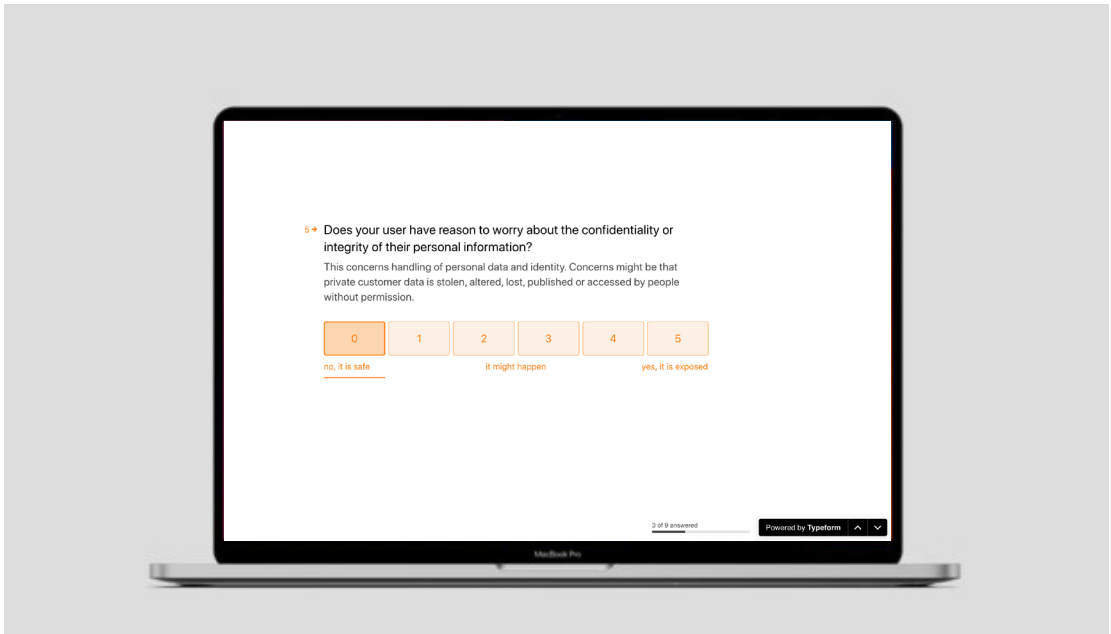 5 → Does your user have reason to worry about the confidentiality or
integrity of their personal information?
This concerns handling of personal data and identity. Concerns might be that
private customer data is stolen, altered, lost, published or accessed by people
without permission.
0 1 2 3 4 5
no, it is safe it might happen yes, it is exposed
3 of 9 answered
Powered by Typeform
MacBook Pro